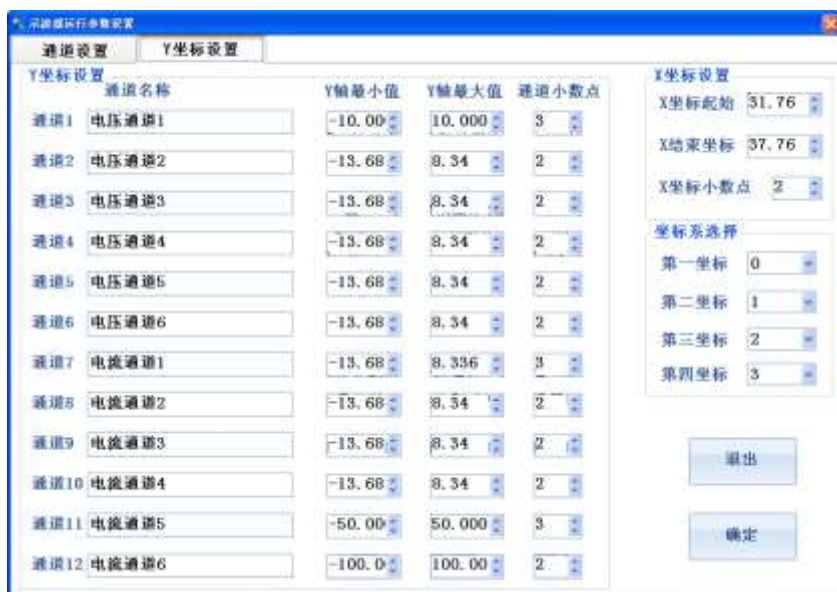 示波器运行参数设置
通道设置 Y坐标设置
Y坐标设置
通道名称 Y轴最小值 Y轴最大值 通道小数点
通道1 电压通道1 -10.00 10.000 3
通道2 电压通道2 -13.68 8.34 2
通道3 电压通道3 -13.68 8.34 2
通道4 电压通道4 -13.68 8.34 2
通道5 电压通道5 -13.68 8.34 2
通道6 电压通道6 -13.68 8.34 2
通道7 电流通道1 -13.68 8.336 3
通道8 电流通道2 -13.68 8.34 2
通道9 电流通道3 -13.68 8.34 2
通道10 电流通道4 -13.68 8.34 2
通道11 电流通道5 -50.00 50.000 3
通道12 电流通道6 -100.0 100.00 2
X坐标设置
X坐标起始 31.76
X结束坐标 37.76
X坐标小数点 2
坐标系选择
第一坐标 0
第二坐标 1
第三坐标 2
第四坐标 3
退出
确定